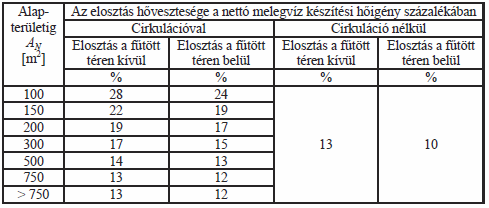 Alap-
területig
A_N
[m²]
Az elosztás hővesztesége a nettó melegvíz készítési hőigény százalékában
Cirkulációval
Cirkuláció nélkül
Elosztás a fűtött
téren kívül
Elosztás a fűtött
téren belül
Elosztás a fűtött
téren kívül
Elosztás a fűtött
téren belül
% % % %
100 28 24
150 22 19
200 19 17
300 17 15 13 10
500 14 13
750 13 12
> 750 13 12